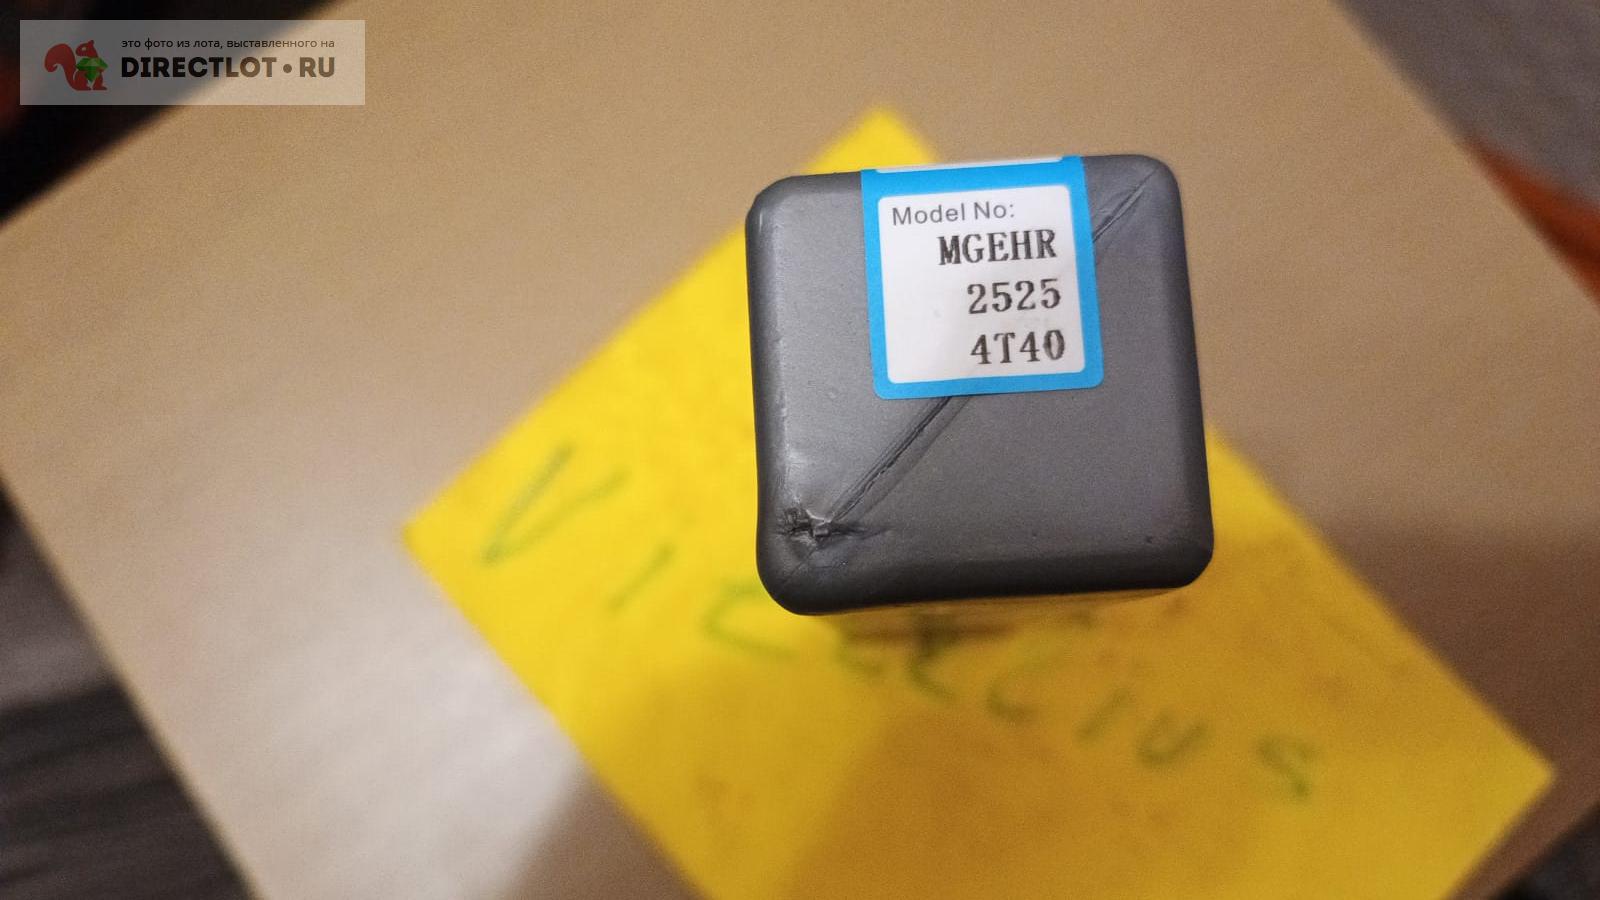 это фото из лота, выставленного на
DIRECTLOT•RU
Model No:
MGEHR
2525
4T40